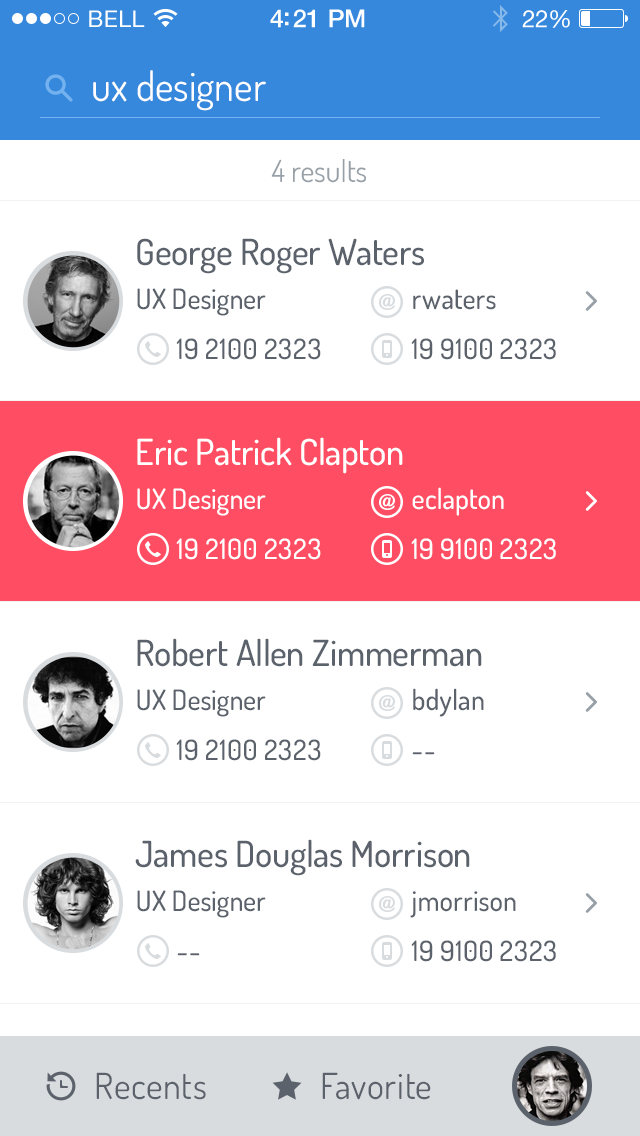 BELL 4:21 PM 22%
ux designer
4 results
George Roger Waters
UX Designer @ rwaters
19 2100 2323 19 9100 2323
Eric Patrick Clapton
UX Designer @ eclapton
19 2100 2323 19 9100 2323
Robert Allen Zimmerman
UX Designer @ bdylan
19 2100 2323 --
James Douglas Morrison
UX Designer @ jmorrison
-- 19 9100 2323
Recents Favorite